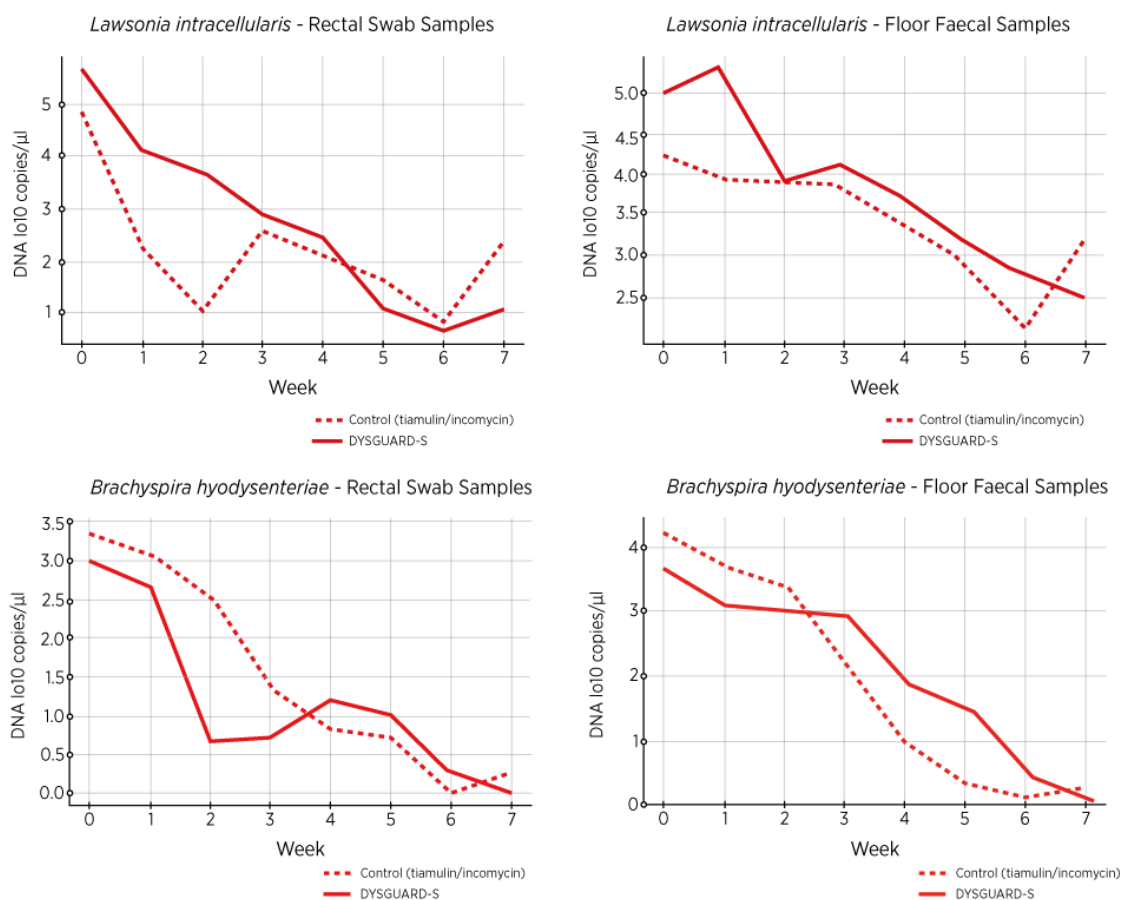 Lawsonia intracellularis - Rectal Swab Samples
DNA lo10 copies/µl
5
4
3
2
1
0 1 2 3 4 5 6 7
Week
Control (tiamulin/incomycin)
DYSGUARD-S
Lawsonia intracellularis - Floor Faecal Samples
DNA lo10 copies/µl
5.0
4.5
4.0
3.5
3.0
2.5
0 1 2 3 4 5 6 7
Week
Control (tiamulin/incomycin)
DYSGUARD-S
Brachyspira hyodysenteriae - Rectal Swab Samples
DNA lo10 copies/µl
3.5
3.0
2.5
2.0
1.5
1.0
0.5
0.0
0 1 2 3 4 5 6 7
Week
Control (tiamulin/incomycin)
DYSGUARD-S
Brachyspira hyodysenteriae - Floor Faecal Samples
DNA lo10 copies/µl
4
3
2
1
0
0 1 2 3 4 5 6 7
Week
Control (tiamulin/incomycin)
DYSGUARD-S